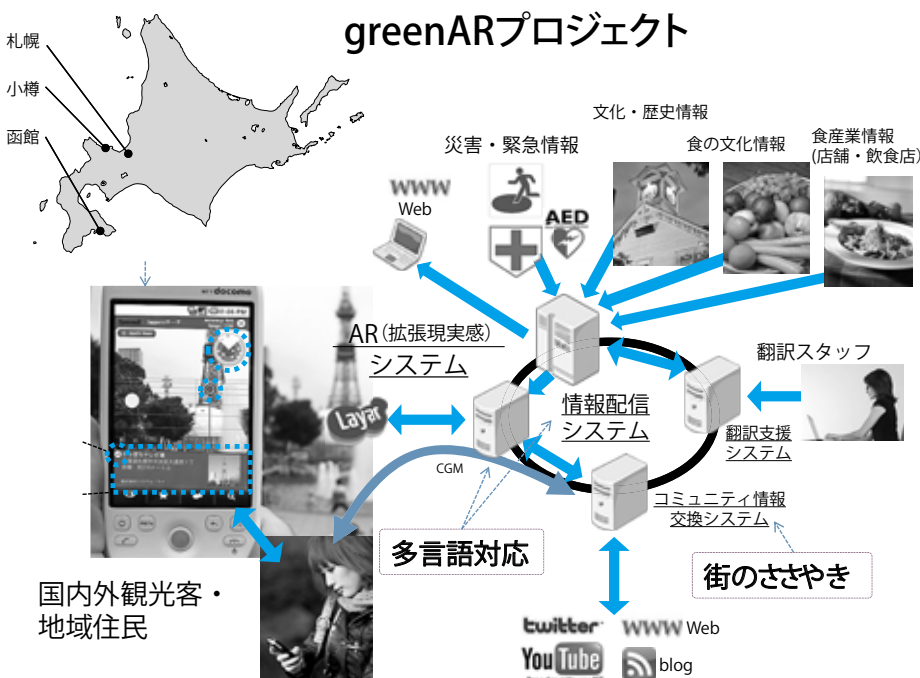 greenARプロジェクト
札幌
小樽
函館
文化・歴史情報
災害・緊急情報
食の文化情報
食産業情報
(店舗・飲食店)
www
Web
AED
docomo
AR(拡張現実感)
システム
Layar
翻訳スタッフ
情報配信
システム
翻訳支援
システム
CGM
コミュニティ情報
交換システム
多言語対応
街のささやき
国内外観光客・
地域住民
twitter
www Web
YouTube
blog